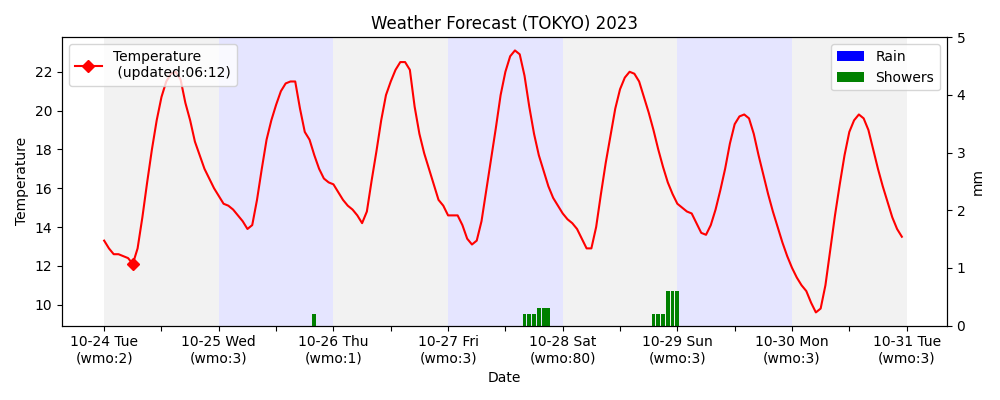 Weather Forecast (TOKYO) 2023
Temperature
(updated:06:12)
Rain
Showers
Temperature
22
20
18
16
14
12
10
5
4
3
2
1
0
mm
10-24 Tue
(wmo:2)
10-25 Wed
(wmo:3)
10-26 Thu
(wmo:1)
10-27 Fri
(wmo:3)
10-28 Sat
(wmo:80)
10-29 Sun
(wmo:3)
10-30 Mon
(wmo:3)
10-31 Tue
(wmo:3)
Date